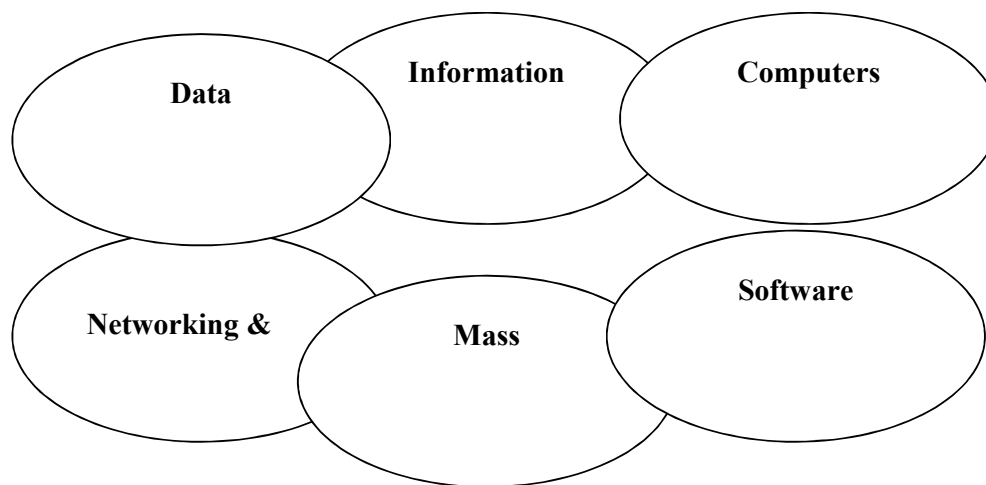 Data
Information
Computers
Networking &
Mass
Software